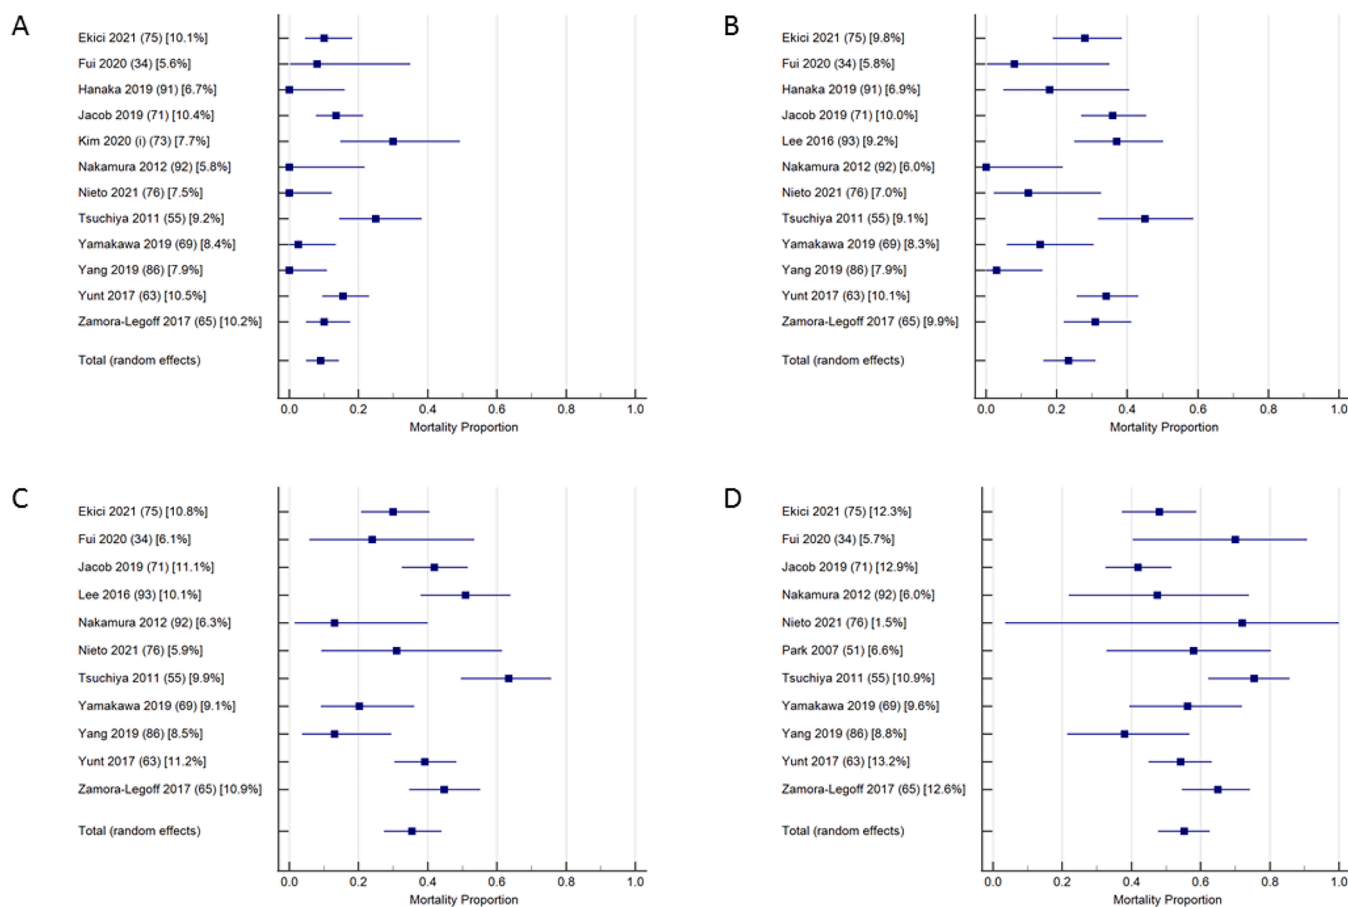 A
Ekici 2021 (75) [10.1%]
Fui 2020 (34) [5.6%]
Hanaka 2019 (91) [6.7%]
Jacob 2019 (71) [10.4%]
Kim 2020 (i) (73) [7.7%]
Nakamura 2012 (92) [5.8%]
Nieto 2021 (76) [7.5%]
Tsuchiya 2011 (55) [9.2%]
Yamakawa 2019 (69) [8.4%]
Yang 2019 (86) [7.9%]
Yunt 2017 (63) [10.5%]
Zamora-Legoff 2017 (65) [10.2%]
Total (random effects)
0.0 0.2 0.4 0.6 0.8 1.0
Mortality Proportion
B
Ekici 2021 (75) [9.8%]
Fui 2020 (34) [5.8%]
Hanaka 2019 (91) [6.9%]
Jacob 2019 (71) [10.0%]
Lee 2016 (93) [9.2%]
Nakamura 2012 (92) [6.0%]
Nieto 2021 (76) [7.0%]
Tsuchiya 2011 (55) [9.1%]
Yamakawa 2019 (69) [8.3%]
Yang 2019 (86) [7.9%]
Yunt 2017 (63) [10.1%]
Zamora-Legoff 2017 (65) [9.9%]
Total (random effects)
0.0 0.2 0.4 0.6 0.8 1.0
Mortality Proportion
C
Ekici 2021 (75) [10.8%]
Fui 2020 (34) [6.1%]
Jacob 2019 (71) [11.1%]
Lee 2016 (93) [10.1%]
Nakamura 2012 (92) [6.3%]
Nieto 2021 (76) [5.9%]
Tsuchiya 2011 (55) [9.9%]
Yamakawa 2019 (69) [9.1%]
Yang 2019 (86) [8.5%]
Yunt 2017 (63) [11.2%]
Zamora-Legoff 2017 (65) [10.9%]
Total (random effects)
0.0 0.2 0.4 0.6 0.8 1.0
Mortality Proportion
D
Ekici 2021 (75) [12.3%]
Fui 2020 (34) [5.7%]
Jacob 2019 (71) [12.9%]
Nakamura 2012 (92) [6.0%]
Nieto 2021 (76) [1.5%]
Park 2007 (51) [6.6%]
Tsuchiya 2011 (55) [10.9%]
Yamakawa 2019 (69) [9.6%]
Yang 2019 (86) [8.8%]
Yunt 2017 (63) [13.2%]
Zamora-Legoff 2017 (65) [12.6%]
Total (random effects)
0.0 0.2 0.4 0.6 0.8 1.0
Mortality Proportion